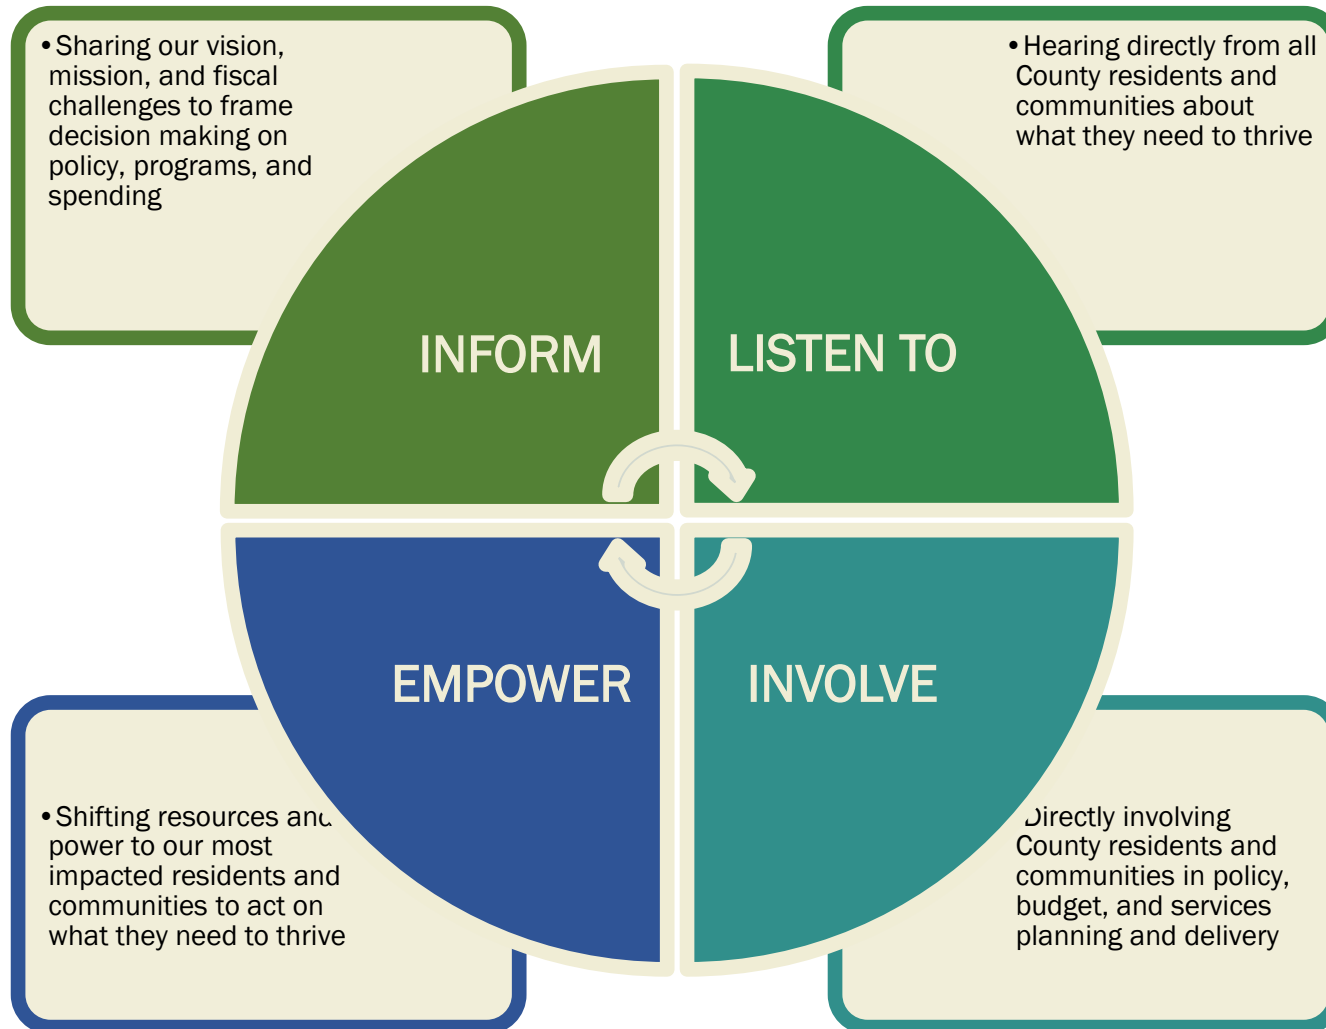 •Sharing our vision,
mission, and fiscal
challenges to frame
decision making on
policy, programs, and
spending
•Hearing directly from all
County residents and
communities about
what they need to thrive
INFORM
LISTEN TO
EMPOWER
INVOLVE
•Shifting resources and
power to our most
impacted residents and
communities to act on
what they need to thrive
Directly involving
County residents and
communities in policy,
budget, and services
planning and delivery